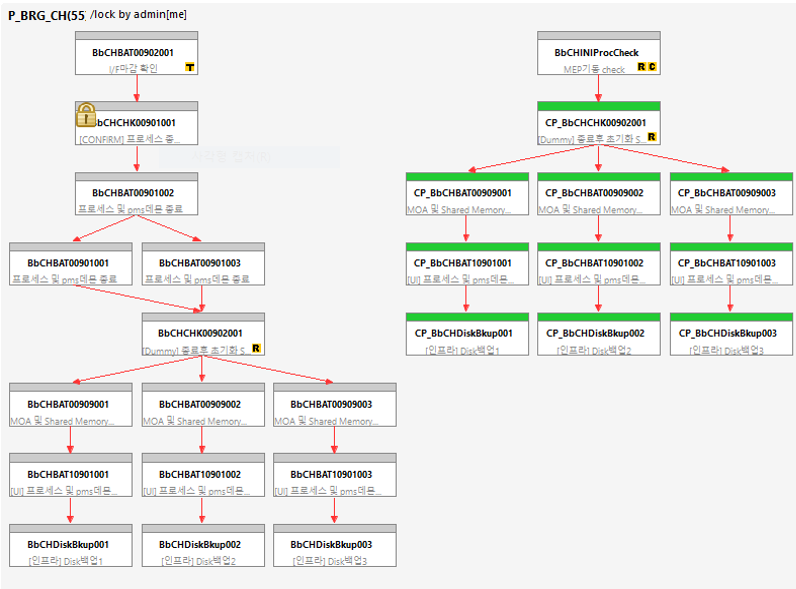 P_BRG_CH(55 /lock by admin[me]
BbCHBAT00902001
I/F마감 확인
T
BbCHINIProcCheck
MEP기동 check
R C
bCHCHK00901001
[CONFIRM] 프로세스 종...
CP_BbCHCHK00902001
[Dummy] 종료후 초기화 S...
R
BbCHBAT00901002
프로세스 및 pms데몬 종료
CP_BbCHBAT00909001
MOA 및 Shared Memory...
CP_BbCHBAT00909002
MOA 및 Shared Memory...
CP_BbCHBAT00909003
MOA 및 Shared Memory...
BbCHBAT00901001
프로세스 및 pms데몬 종료
BbCHBAT00901003
프로세스 및 pms데몬 종료
CP_BbCHBAT10901001
[UI] 프로세스 및 pms데몬...
CP_BbCHBAT10901002
[UI] 프로세스 및 pms데몬...
CP_BbCHBAT10901003
[UI] 프로세스 및 pms데몬...
BbCHCHK00902001
[Dummy] 종료후 초기화 S...
R
CP_BbCHDiskBkup001
[인프라] Disk백업1
CP_BbCHDiskBkup002
[인프라] Disk백업2
CP_BbCHDiskBkup003
[인프라] Disk백업3
BbCHBAT00909001
MOA 및 Shared Memory...
BbCHBAT00909002
MOA 및 Shared Memory...
BbCHBAT00909003
MOA 및 Shared Memory...
BbCHBAT10901001
[UI] 프로세스 및 pms데몬...
BbCHBAT10901002
[UI] 프로세스 및 pms데몬...
BbCHBAT10901003
[UI] 프로세스 및 pms데몬...
BbCHDiskBkup001
[인프라] Disk백업1
BbCHDiskBkup002
[인프라] Disk백업2
BbCHDiskBkup003
[인프라] Disk백업3